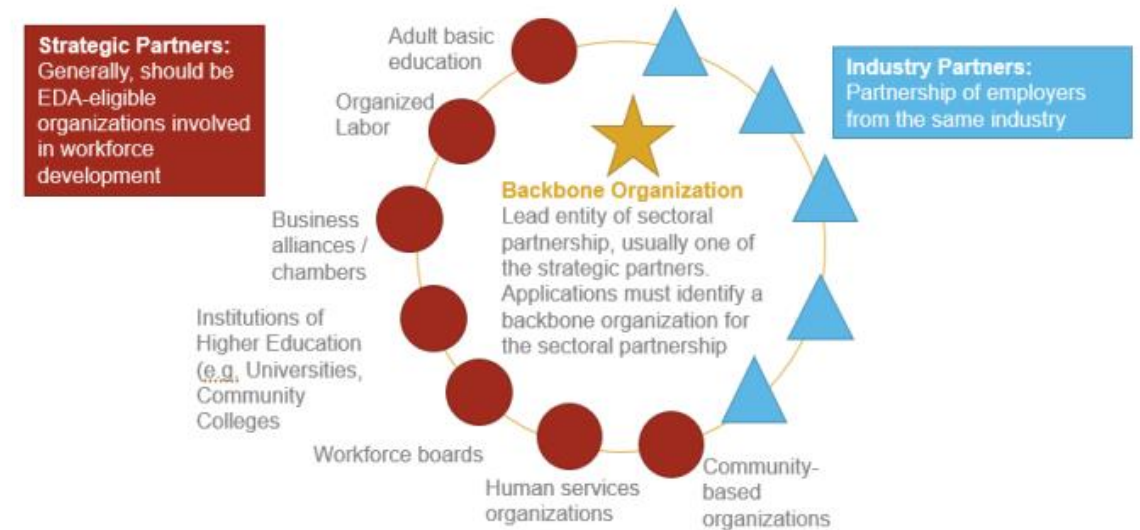 Strategic Partners:
Generally, should be
EDA-eligible
organizations involved
in workforce
development
Adult basic
education
Organized
Labor
Business
alliances /
chambers
Institutions of
Higher Education
(e.g. Universities,
Community
Colleges
Workforce boards
Human services
organizations
Community-
based
organizations
Backbone Organization
Lead entity of sectoral
partnership, usually one of
the strategic partners.
Applications must identify a
backbone organization for
the sectoral partnership
Industry Partners:
Partnership of employers
from the same industry